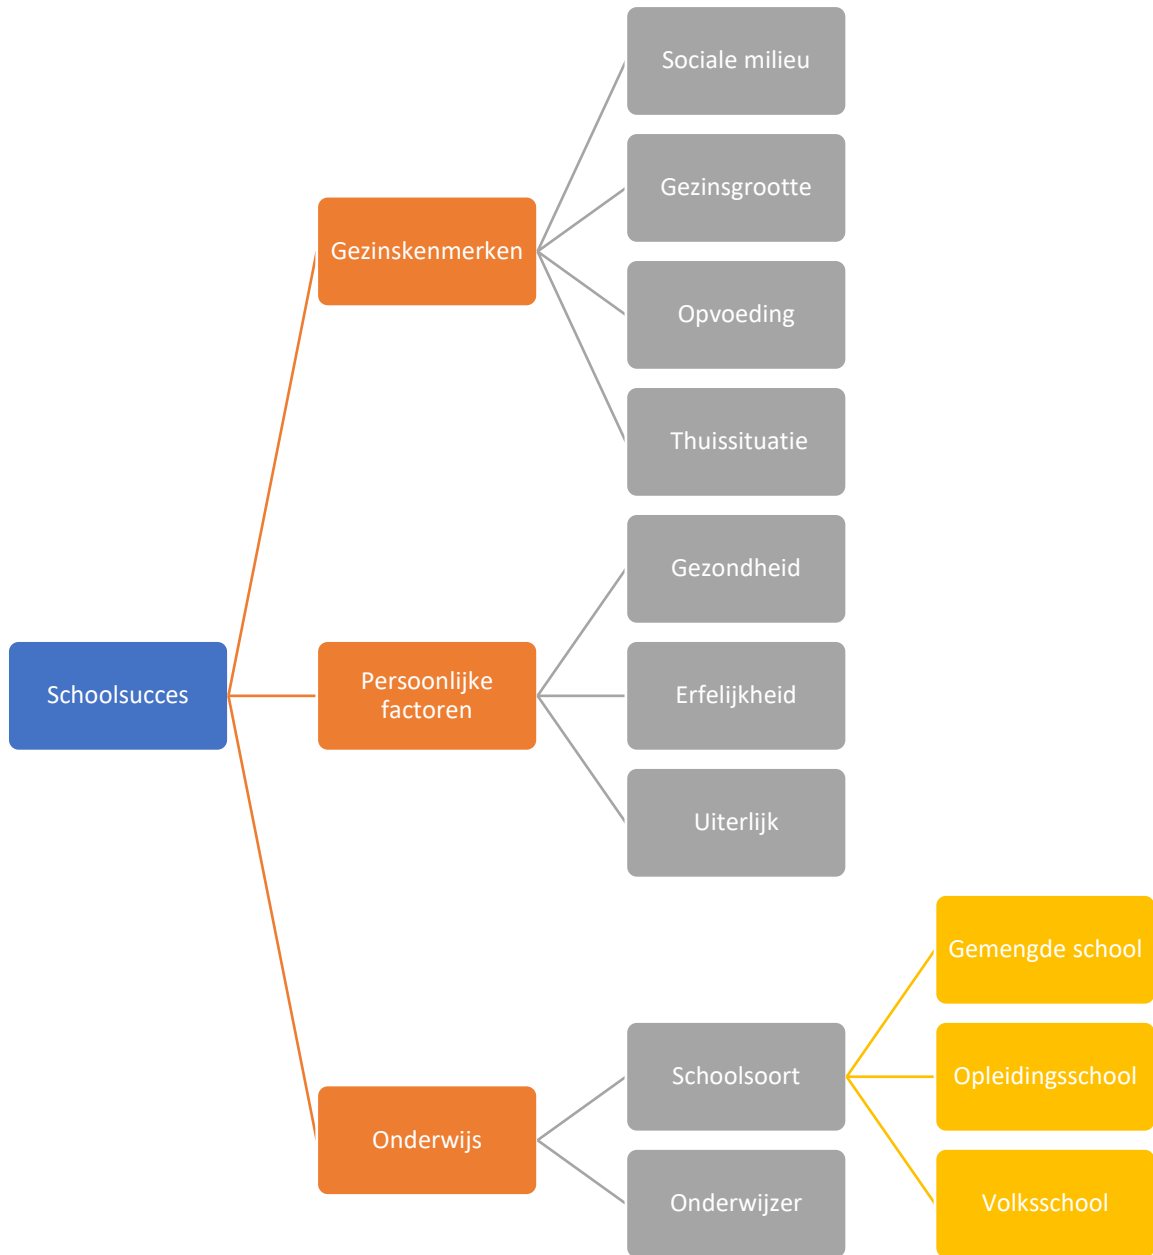 Sociale milieu
Gezinsgrootte
Gezinskenmerken
Opvoeding
Thuissituatie
Gezondheid
Schoolsucces
Persoonlijke
factoren
Erfelijkheid
Uiterlijk
Gemengde school
Schoolsoort
Opleidingsschool
Onderwijs
Onderwijzer
Volksschool